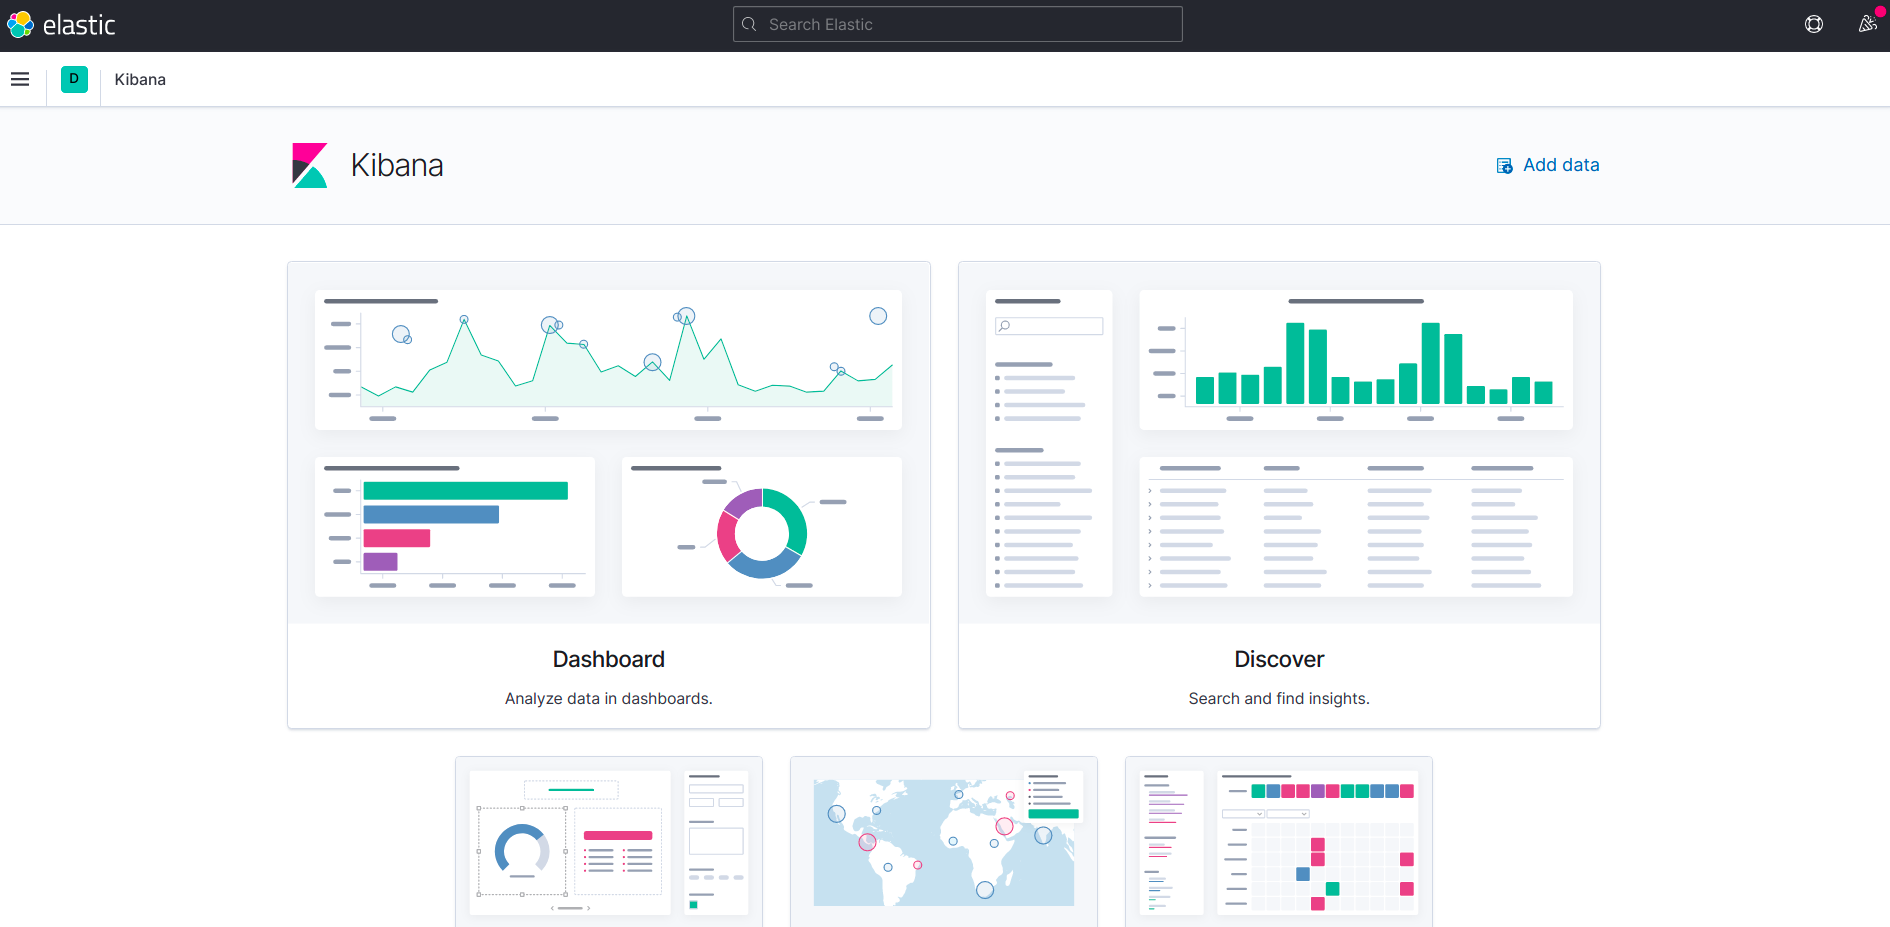 elastic
Search Elastic
D
Kibana
Kibana
Add data
Dashboard
Analyze data in dashboards.
Discover
Search and find insights.